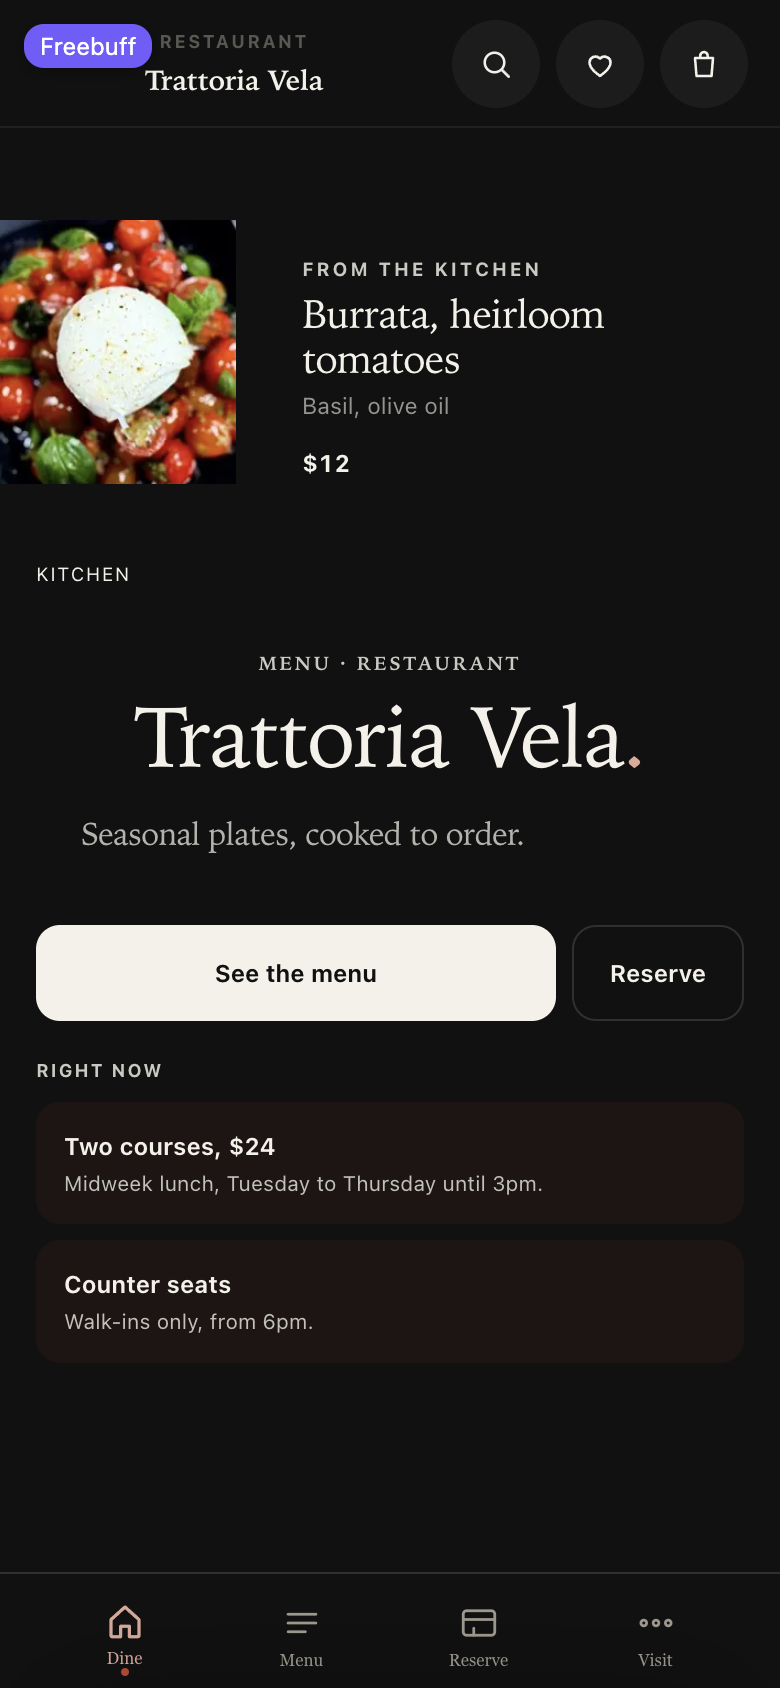 Freebuff
RESTAURANT
Trattoria Vela
FROM THE KITCHEN
Burrata, heirloom
tomatoes
Basil, olive oil
$12
KITCHEN
MENU · RESTAURANT
Trattoria Vela.
Seasonal plates, cooked to order.
See the menu
Reserve
RIGHT NOW
Two courses, $24
Midweek lunch, Tuesday to Thursday until 3pm.
Counter seats
Walk-ins only, from 6pm.
Dine
Menu
Reserve
Visit